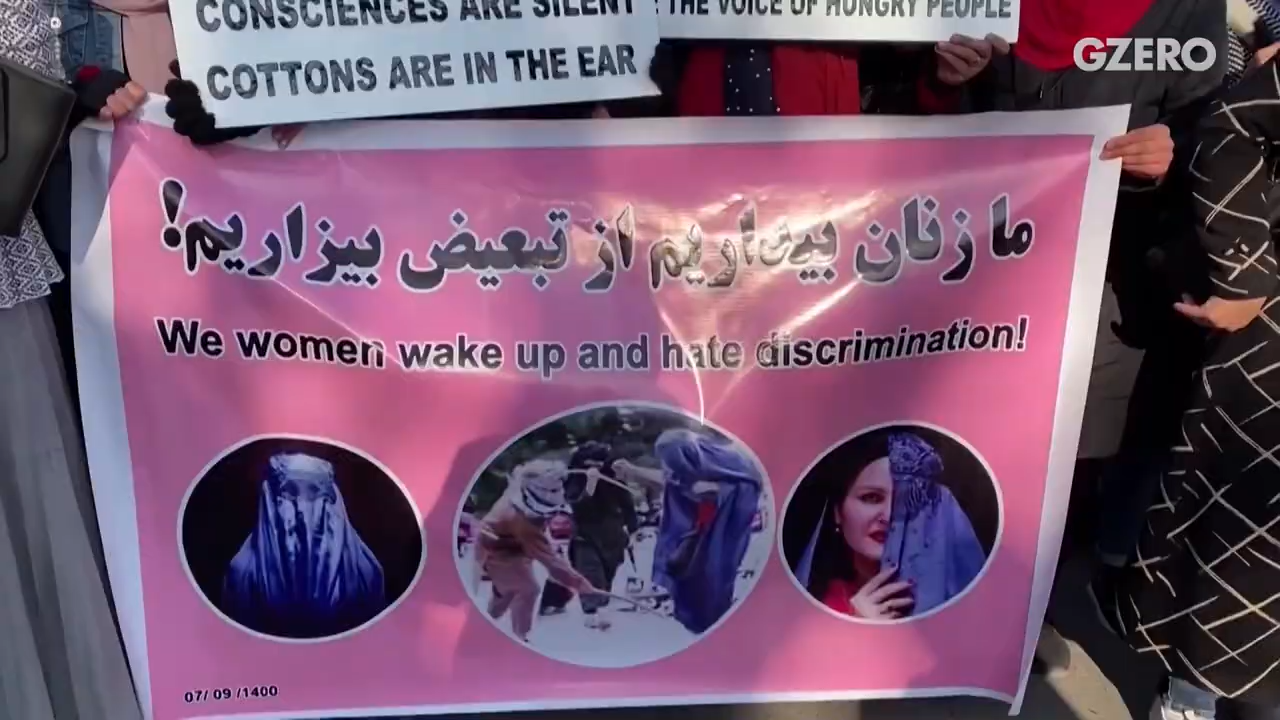 CONSCIENCES ARE SILENT
COTTONS ARE IN THE EAR
THE VOICE OF HUNGRY PEOPLE
GZERO
ما زنان بیداریم از تبعیض بیزاریم!
We women wake up and hate discrimination!
07/ 09 /1400